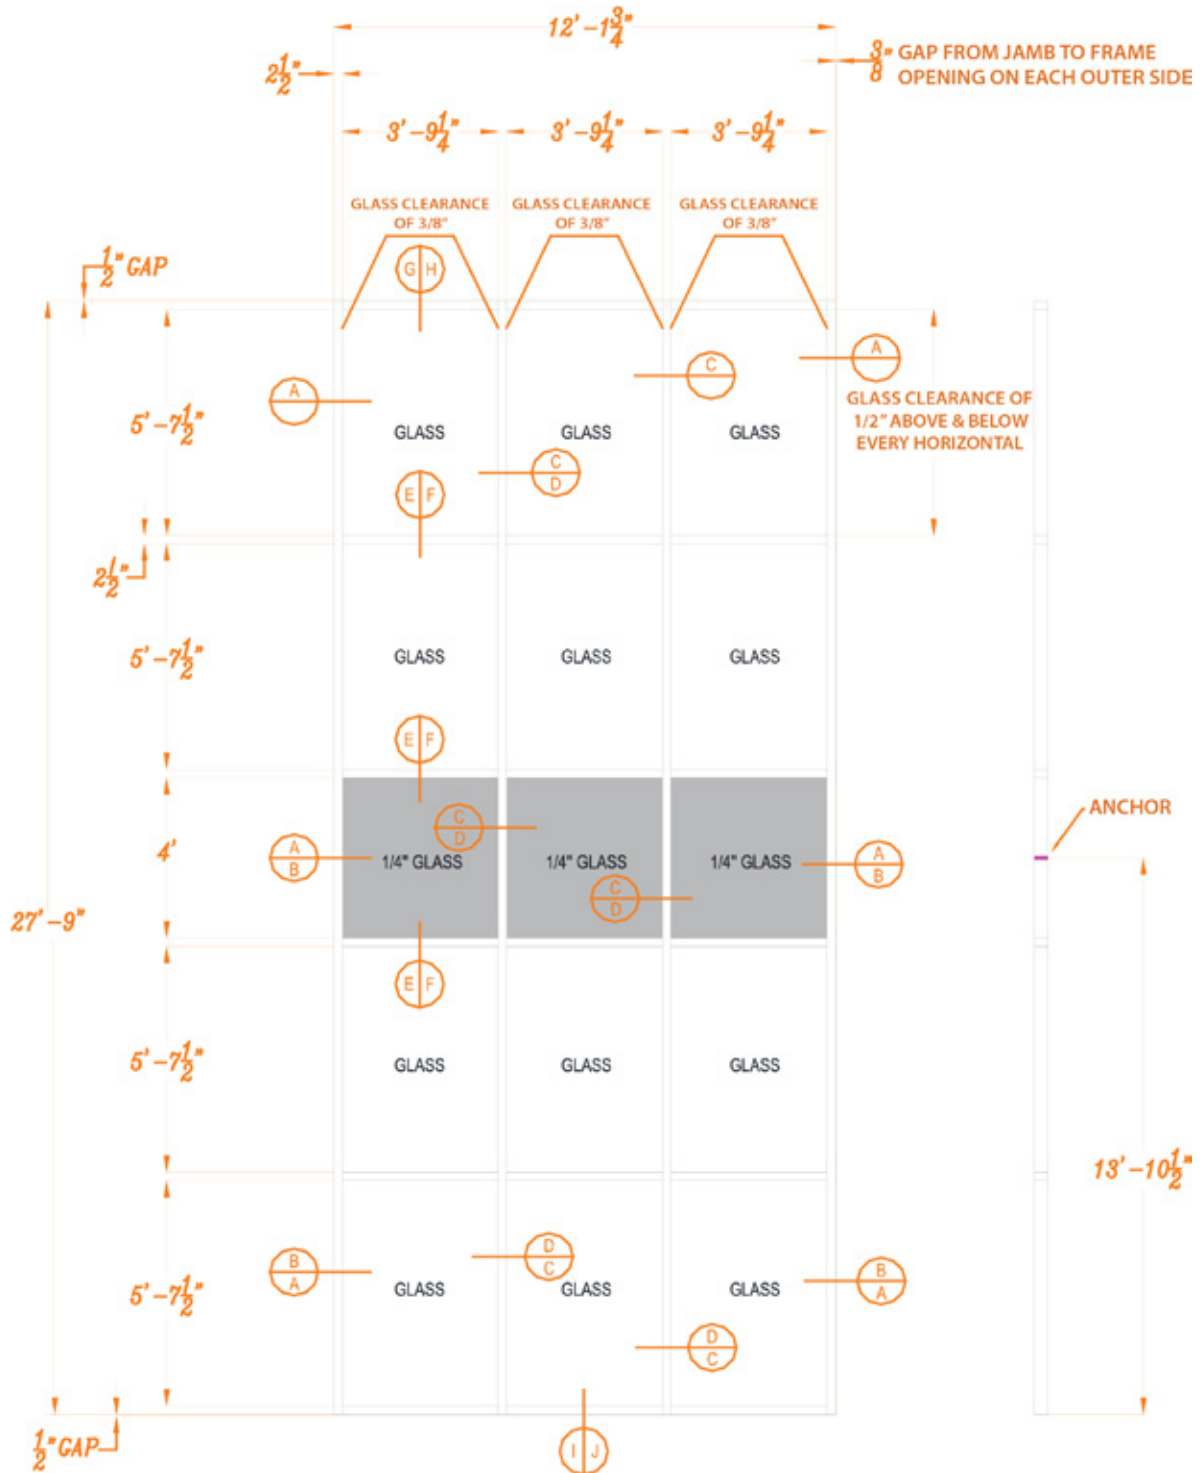 12'-1 3/4"
2 1/2"
3/8" GAP FROM JAMB TO FRAME
OPENING ON EACH OUTER SIDE
3'-9 1/4" 3'-9 1/4" 3'-9 1/4"
GLASS CLEARANCE
OF 3/8"
GLASS CLEARANCE
OF 3/8"
GLASS CLEARANCE
OF 3/8"
1/2" GAP
G H
A
C
A
5'-7 1/2"
GLASS GLASS GLASS
GLASS CLEARANCE OF
1/2" ABOVE & BELOW
EVERY HORIZONTAL
C
D
E F
2 1/2"
5'-7 1/2"
GLASS GLASS GLASS
E F
ANCHOR
C
D
4'
A
B
1/4" GLASS 1/4" GLASS 1/4" GLASS
A
B
C
D
27'-9"
E F
5'-7 1/2"
GLASS GLASS GLASS
13'-10 1/2"
B
A
D
C
B
A
5'-7 1/2"
GLASS GLASS GLASS
D
C
1/2" GAP
I J